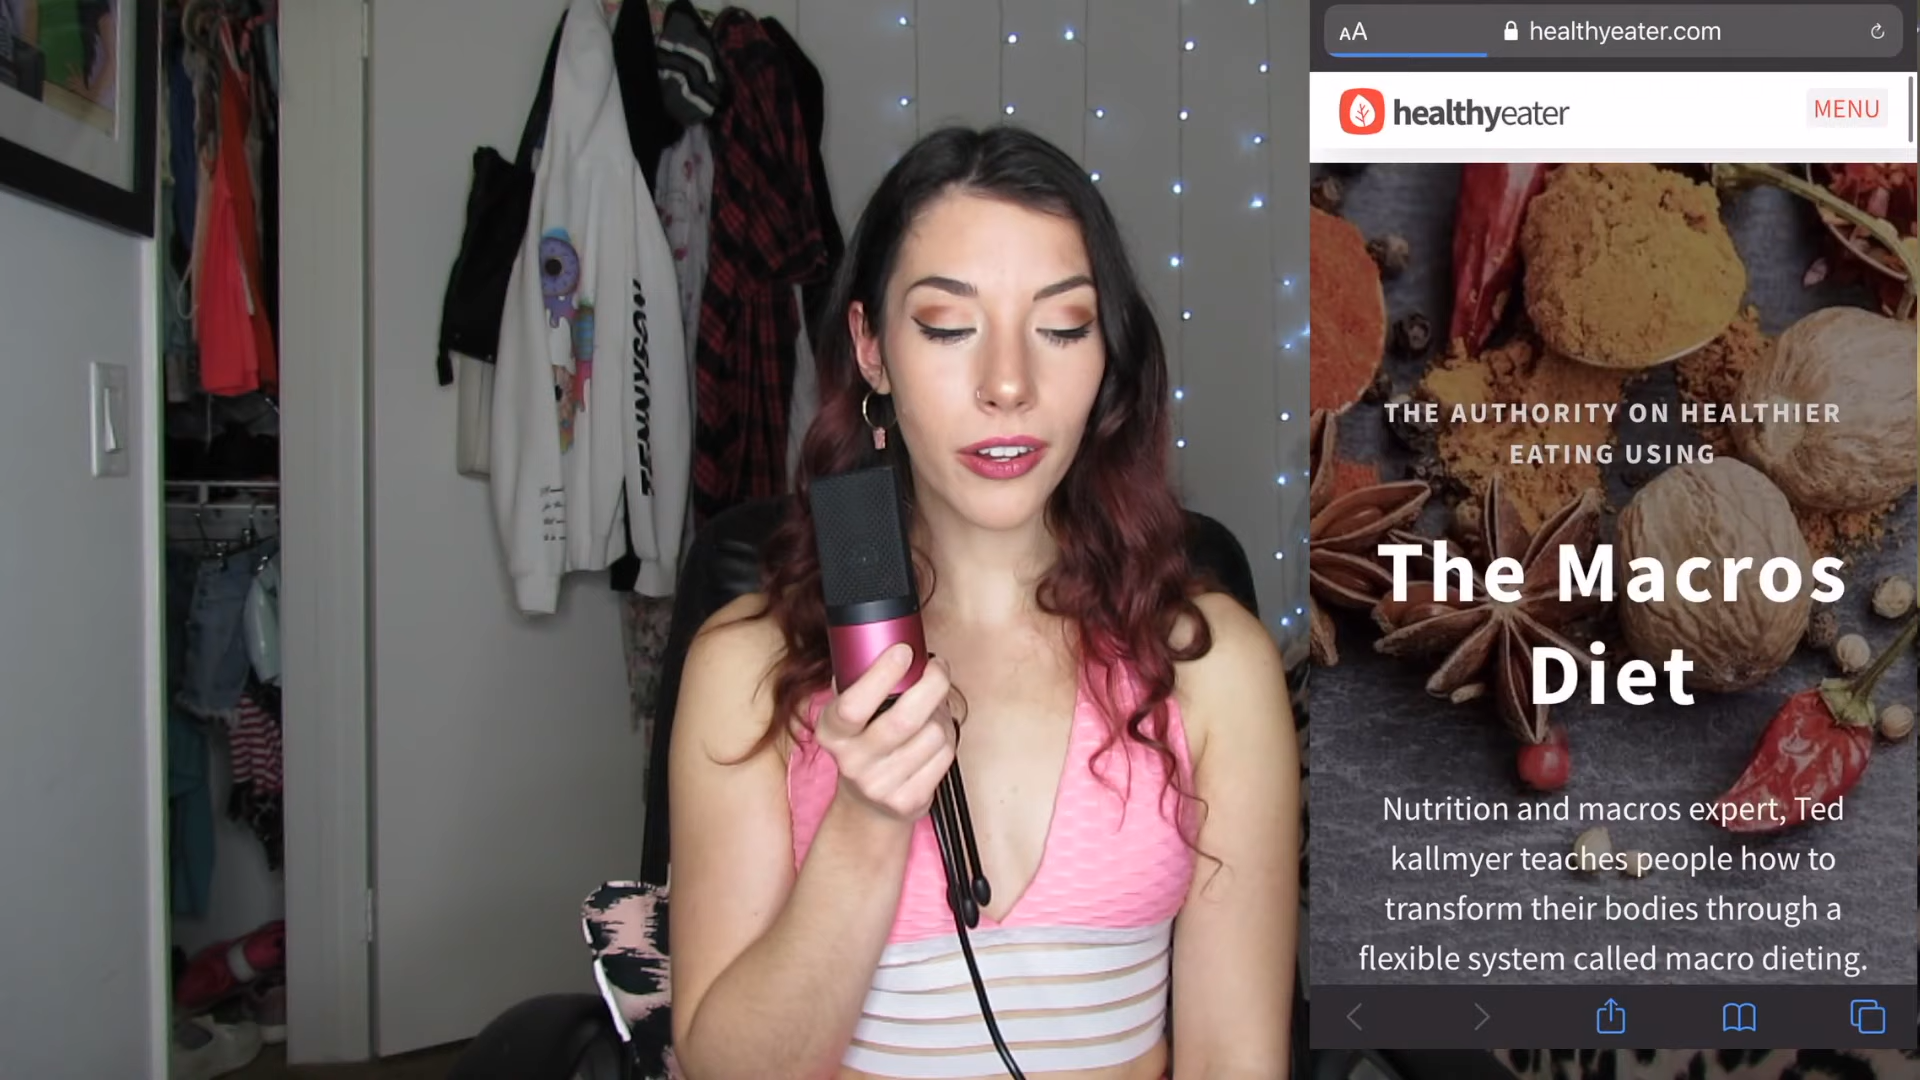 TENNYSON
AA
healthyeater.com
healthyeater
MENU
THE AUTHORITY ON HEALTHIER
EATING USING
The Macros
Diet
Nutrition and macros expert, Ted
kallmyer teaches people how to
transform their bodies through a
flexible system called macro dieting.